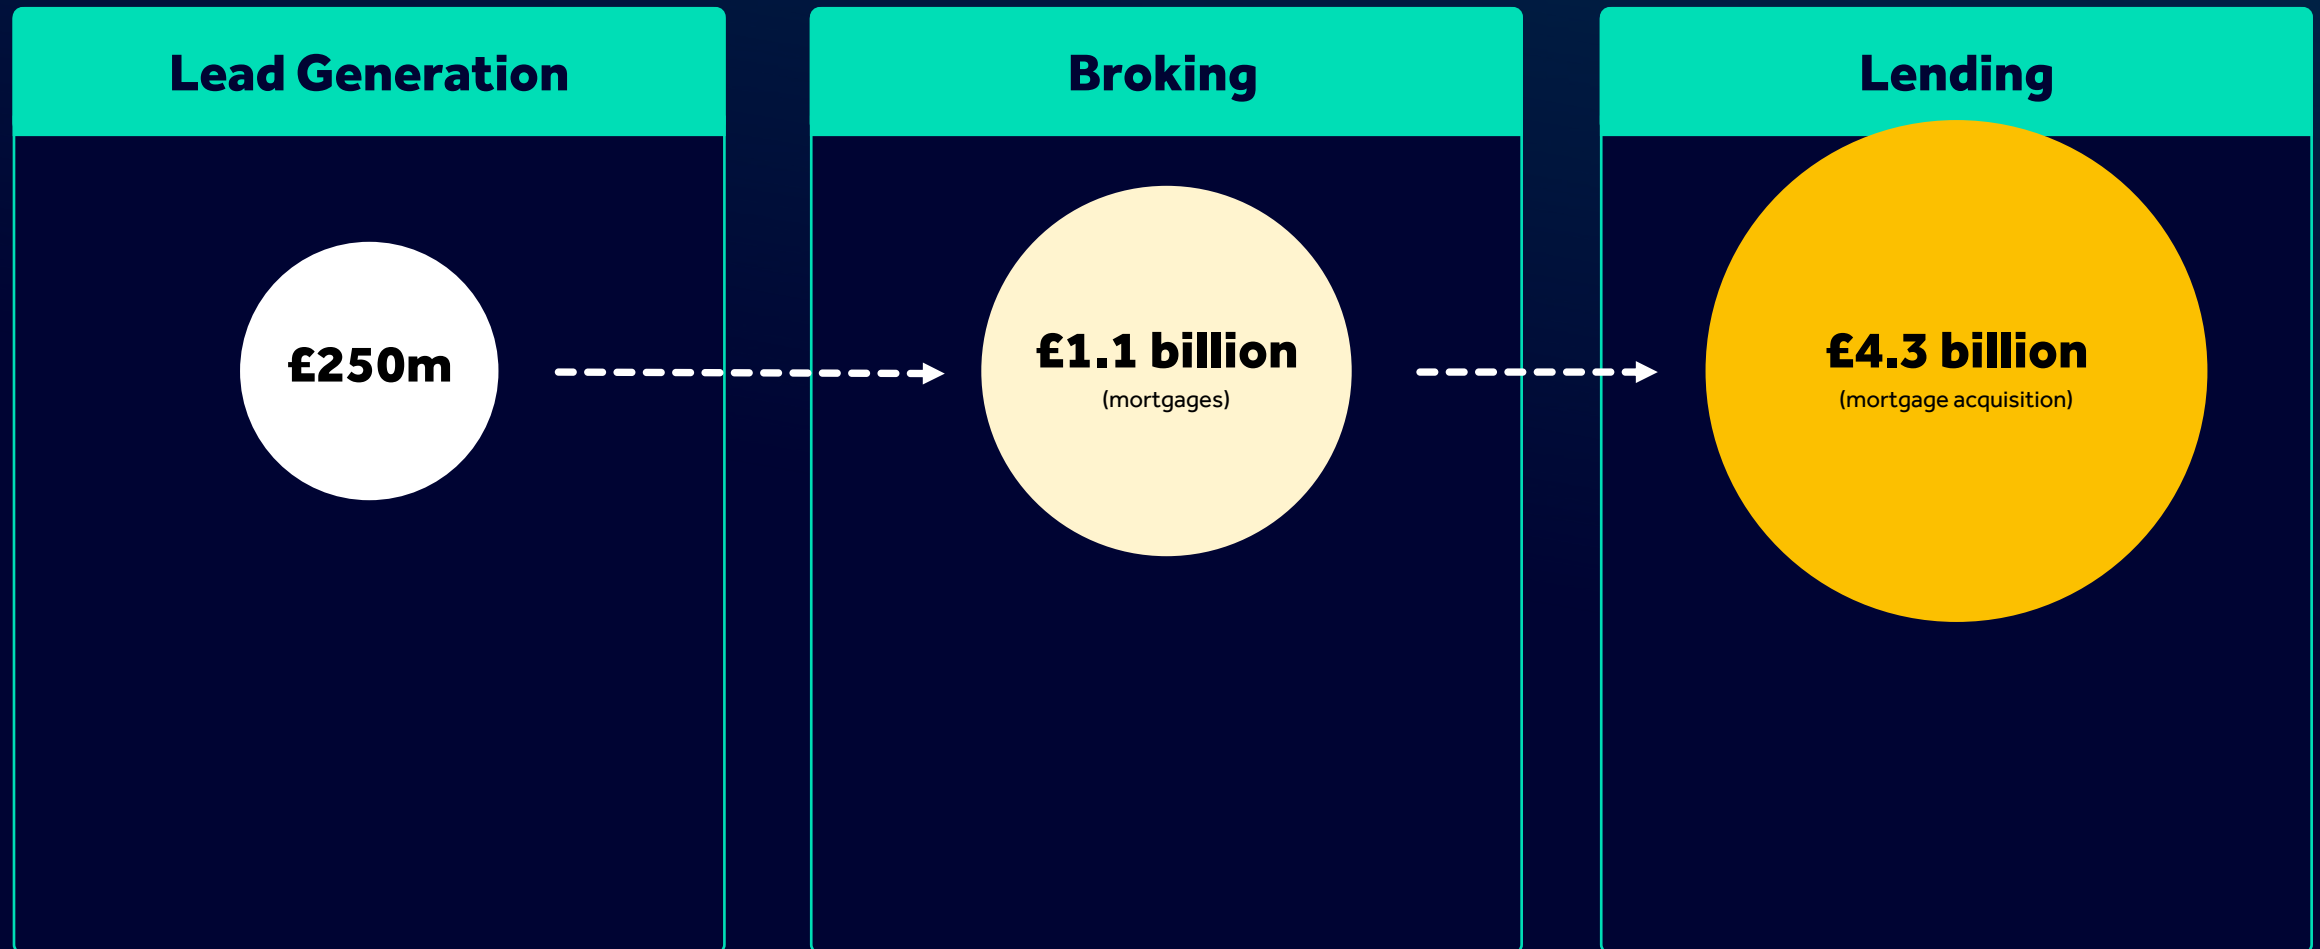 Lead Generation
£250m
Broking
£1.1 billion
(mortgages)
Lending
£4.3 billion
(mortgage acquisition)